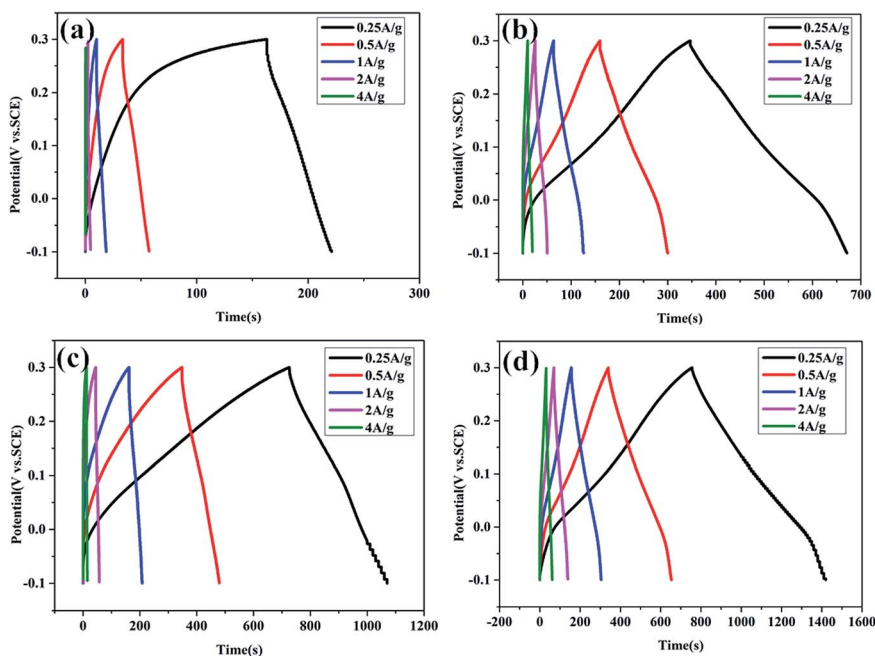 (a)
0.25A/g
0.5A/g
1A/g
2A/g
4A/g
0.3
0.2
0.1
0.0
-0.1
Potential(V vs.SCE)
0 100 200 300
Time(s)
(b)
0.25A/g
0.5A/g
1A/g
2A/g
4A/g
0.3
0.2
0.1
0.0
-0.1
Potential(V vs.SCE)
0 100 200 300 400 500 600 700
Time(s)
(c)
0.25A/g
0.5A/g
1A/g
2A/g
4A/g
0.3
0.2
0.1
0.0
-0.1
Potential(V vs.SCE)
0 200 400 600 800 1000 1200
Time(s)
(d)
0.25A/g
0.5A/g
1A/g
2A/g
4A/g
0.3
0.2
0.1
0.0
-0.1
Potential(V vs.SCE)
-200 0 200 400 600 800 1000 1200 1400 1600
Time(s)